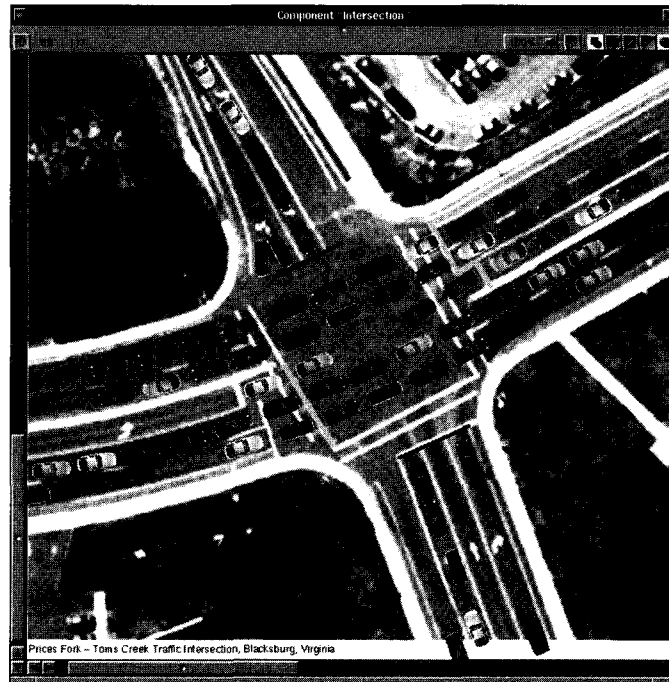 Component : Intersection
Prices Fork – Toms Creek Traffic Intersection, Blacksburg, Virginia